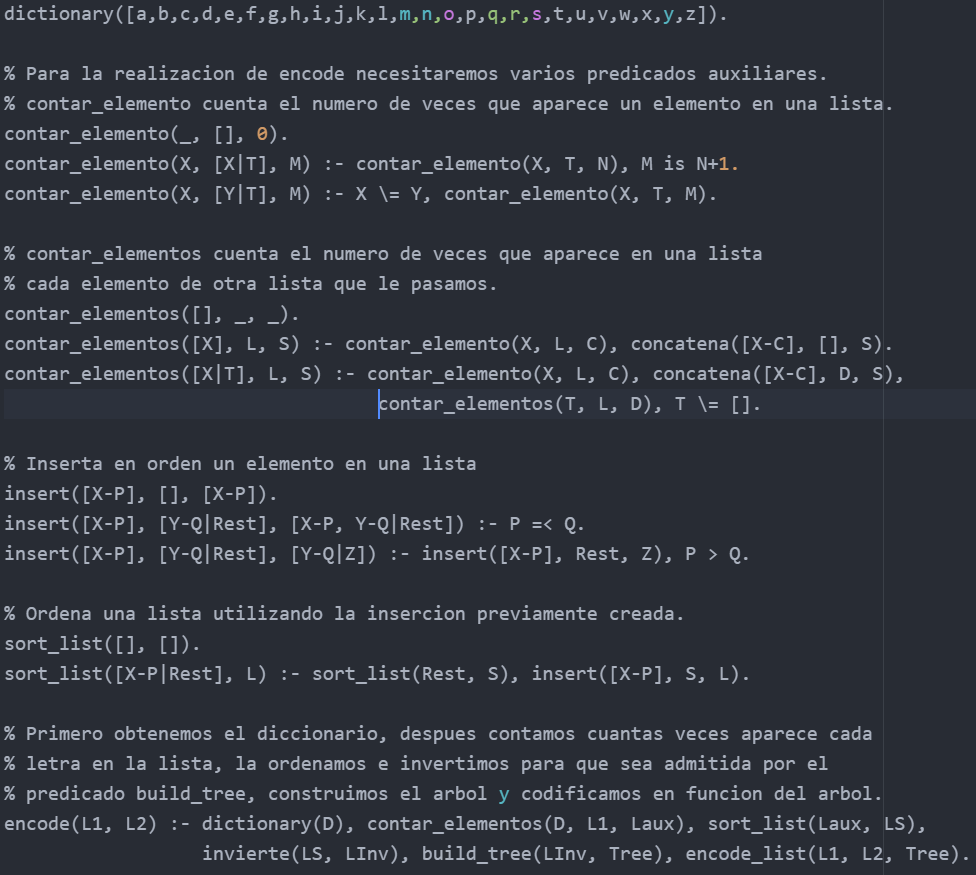 dictionary([a,b,c,d,e,f,g,h,i,j,k,l,m,n,o,p,q,r,s,t,u,v,w,x,y,z]).
% Para la realizacion de encode necesitaremos varios predicados auxiliares.
% contar_elemento cuenta el numero de veces que aparece un elemento en una lista.
contar_elemento(_, [], 0).
contar_elemento(X, [X|T], M) :- contar_elemento(X, T, N), M is N+1.
contar_elemento(X, [Y|T], M) :- X \= Y, contar_elemento(X, T, M).
% contar_elementos cuenta el numero de veces que aparece en una lista
% cada elemento de otra lista que le pasamos.
contar_elementos([], _, _).
contar_elementos([X], L, S) :- contar_elemento(X, L, C), concatena([X-C], [], S).
contar_elementos([X|T], L, S) :- contar_elemento(X, L, C), concatena([X-C], D, S),
contar_elementos(T, L, D), T \= [].
% Inserta en orden un elemento en una lista
insert([X-P], [], [X-P]).
insert([X-P], [Y-Q|Rest], [X-P, Y-Q|Rest]) :- P =< Q.
insert([X-P], [Y-Q|Rest], [Y-Q|Z]) :- insert([X-P], Rest, Z), P > Q.
% Ordena una lista utilizando la insercion previamente creada.
sort_list([], []).
sort_list([X-P|Rest], L) :- sort_list(Rest, S), insert([X-P], S, L).
% Primero obtenemos el diccionario, despues contamos cuantas veces aparece cada
% letra en la lista, la ordenamos e invertimos para que sea admitida por el
% predicado build_tree, construimos el arbol y codificamos en funcion del arbol.
encode(L1, L2) :- dictionary(D), contar_elementos(D, L1, Laux), sort_list(Laux, LS),
invierte(LS, LInv), build_tree(LInv, Tree), encode_list(L1, L2, Tree).